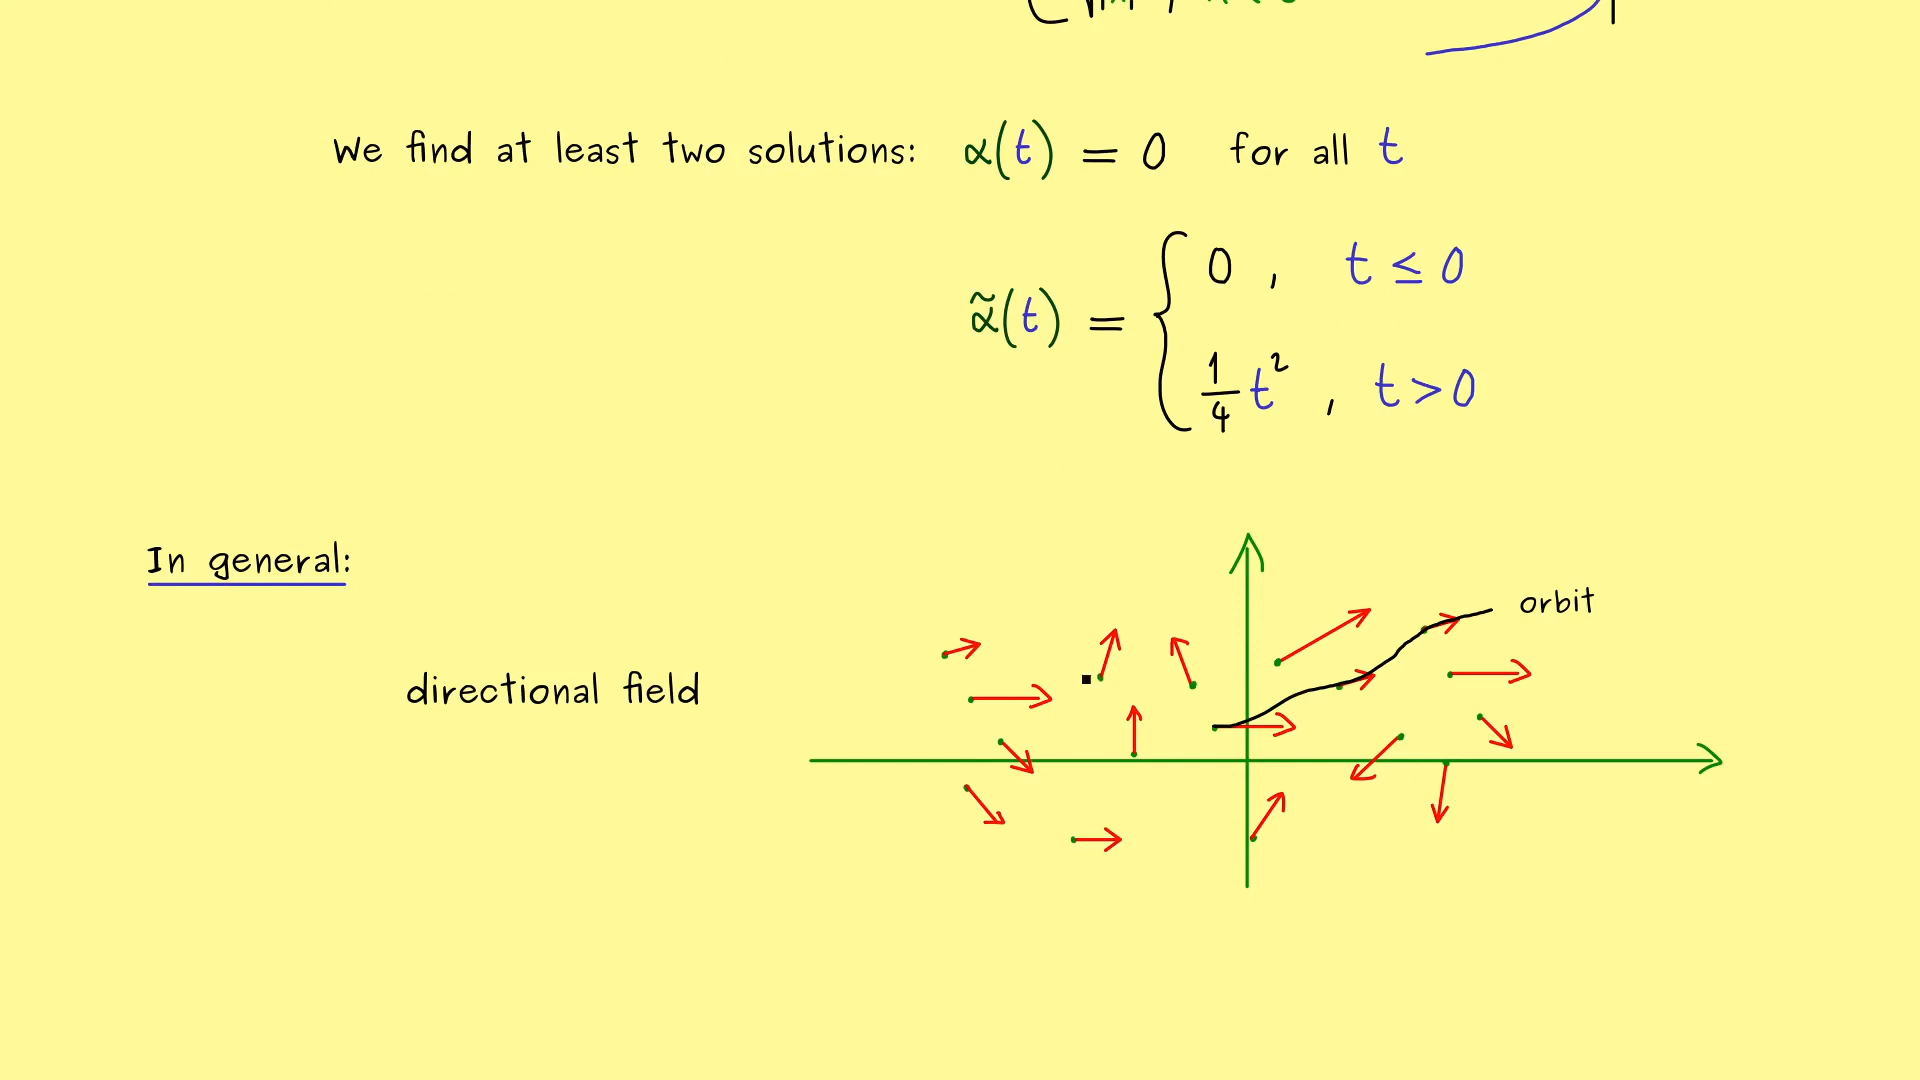 We find at least two solutions: α(t) = 0 for all t
α̃(t) = { 0 , t ≤ 0
1/4 t² , t > 0
In general:
orbit
directional field